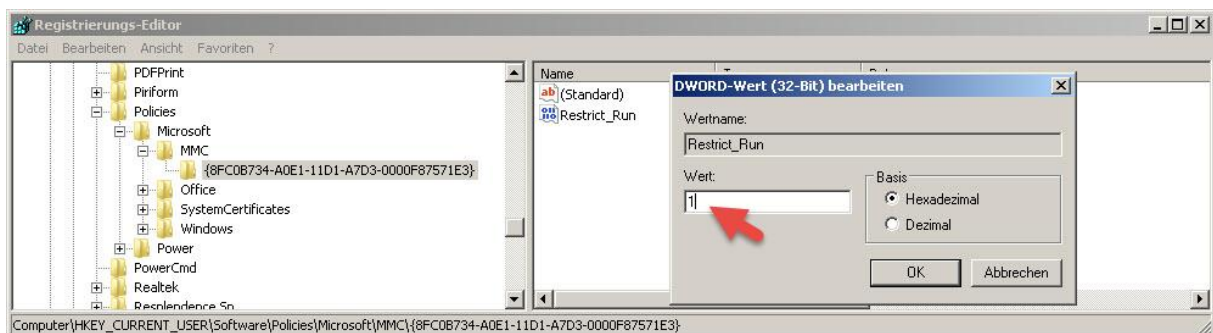 Registrierungs-Editor
Datei Bearbeiten Ansicht Favoriten ?
PDFPrint
Piriform
Policies
Microsoft
MMC
{8FC0B734-A0E1-11D1-A7D3-0000F87571E3}
Office
SystemCertificates
Windows
Power
PowerCmd
Realtek
Resplendence Sp
Name
(Standard)
Restrict_Run
DWORD-Wert (32-Bit) bearbeiten
Wertname:
Restrict_Run
Wert:
1
Basis
Hexadezimal
Dezimal
OK Abbrechen
Computer\HKEY_CURRENT_USER\Software\Policies\Microsoft\MMC\{8FC0B734-A0E1-11D1-A7D3-0000F87571E3}